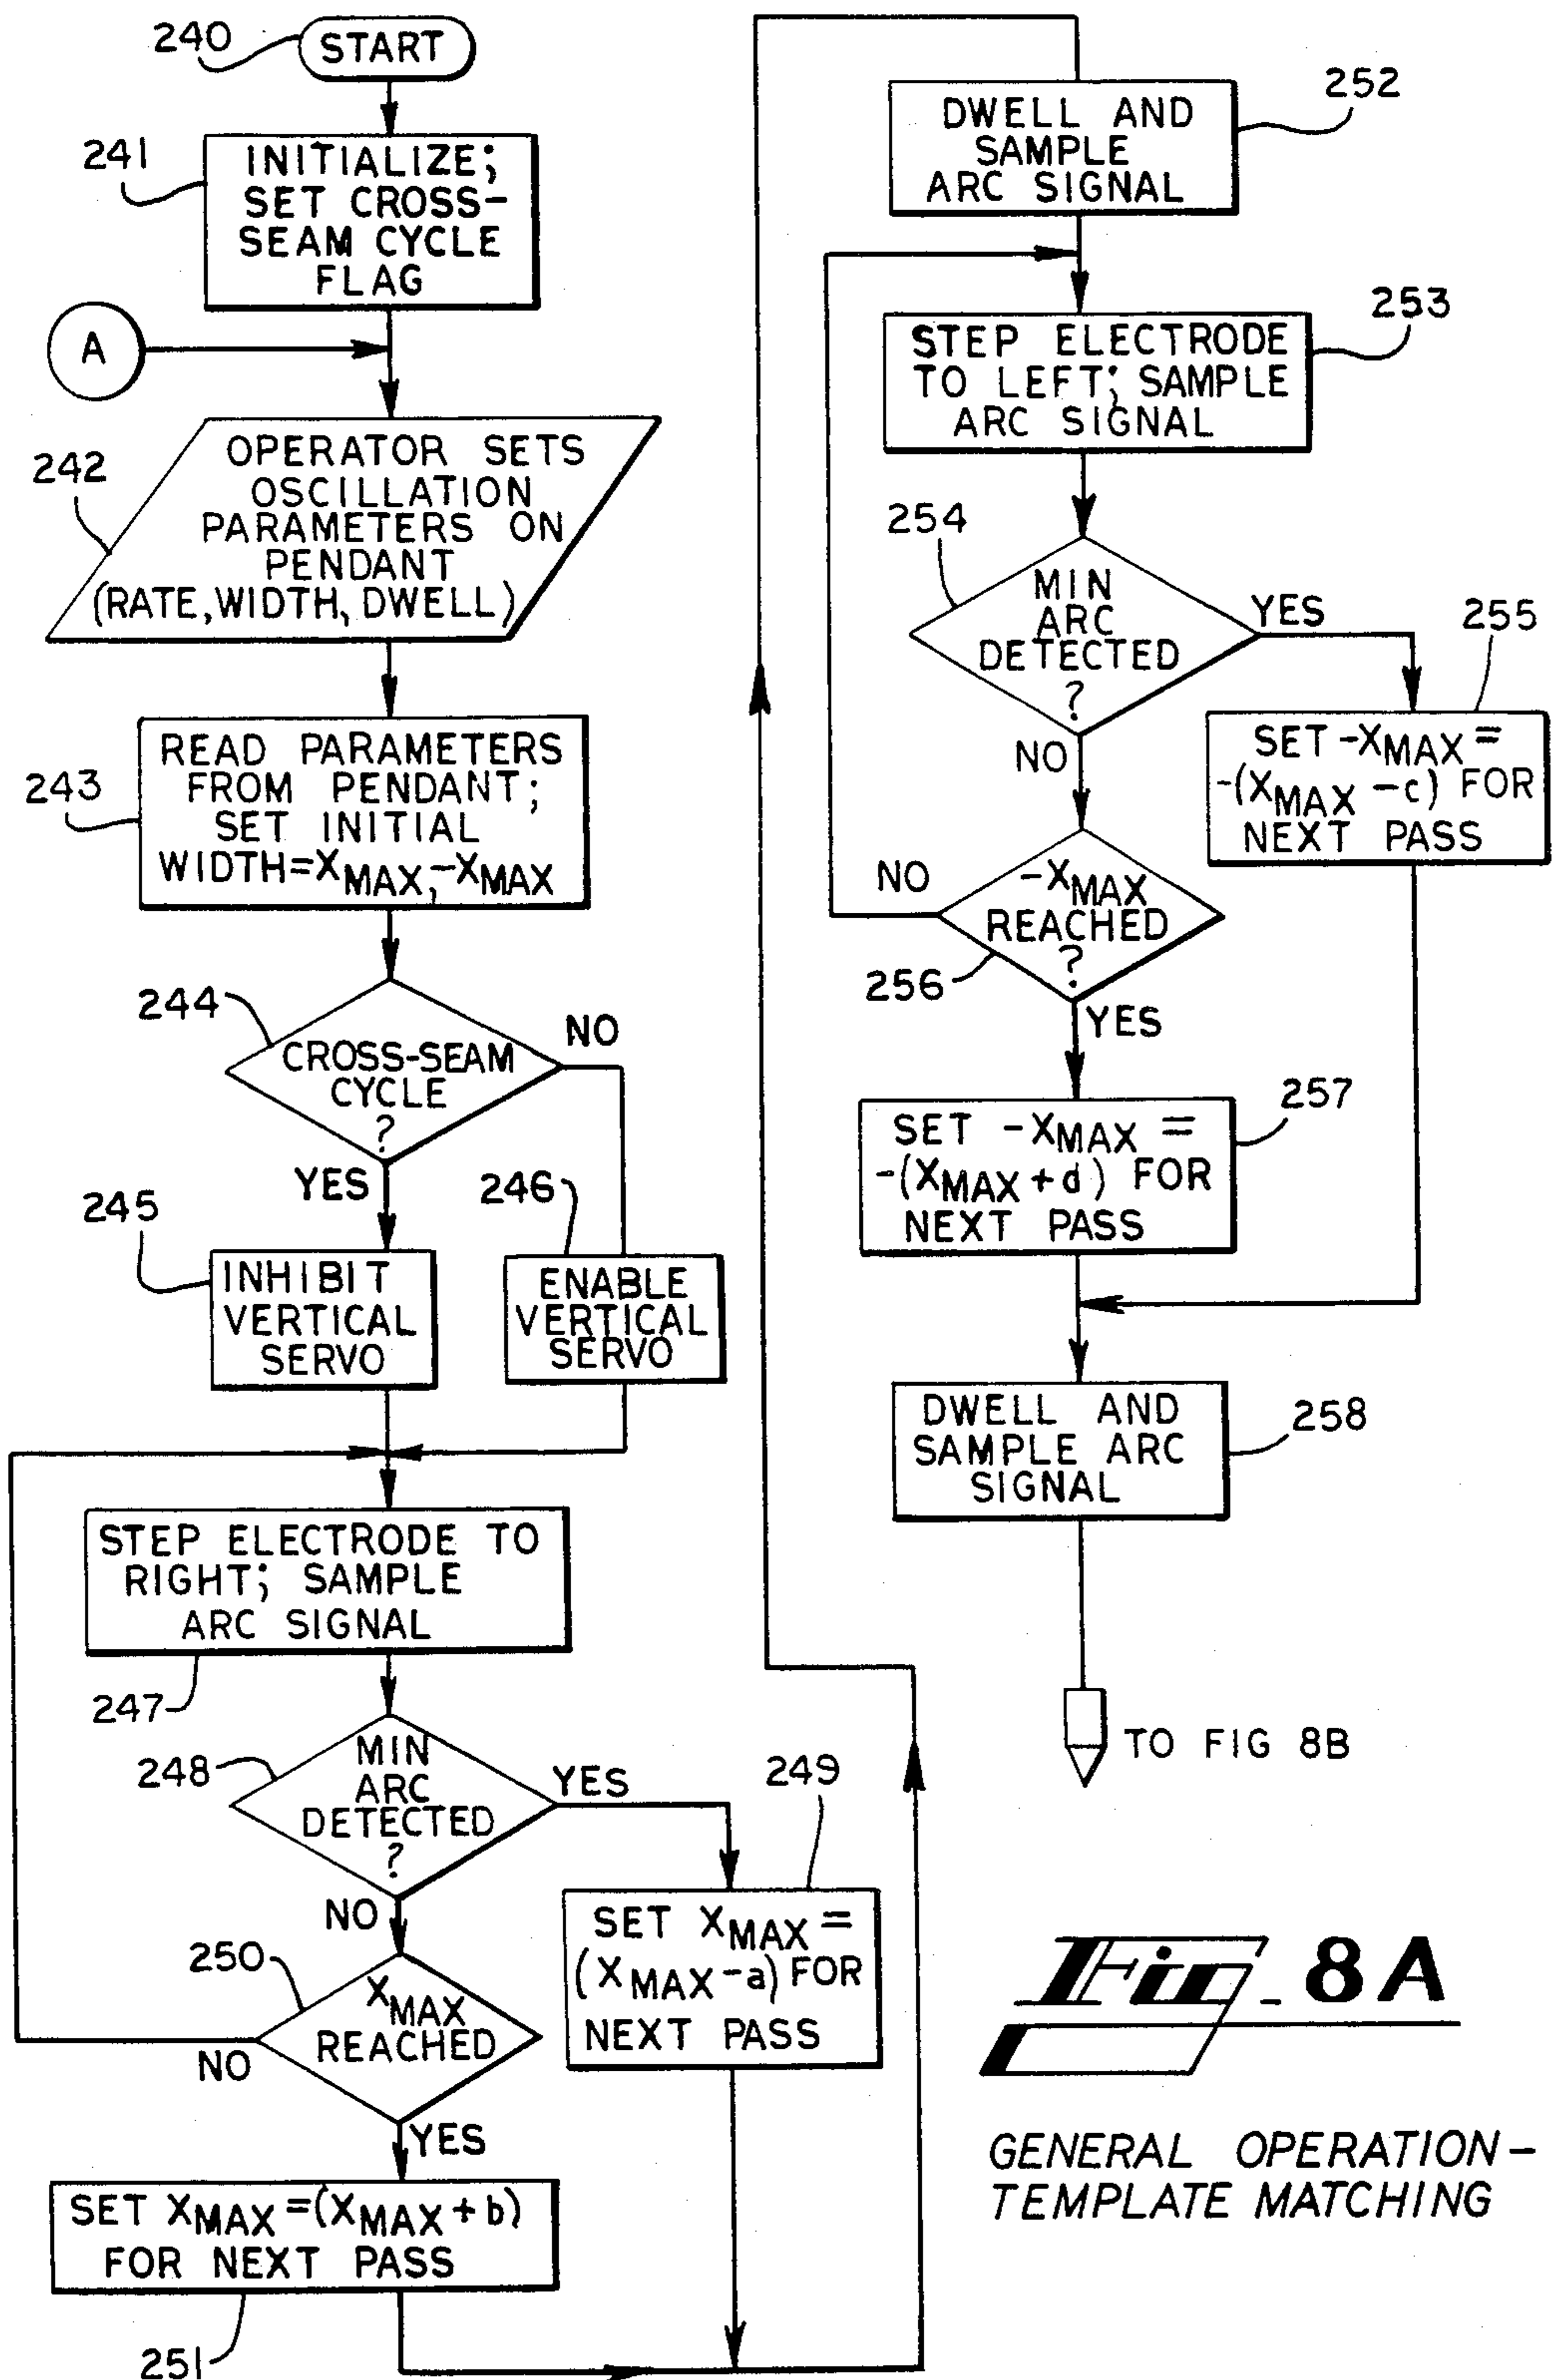 240
START
241
INITIALIZE;
SET CROSS-
SEAM CYCLE
FLAG
A
242
OPERATOR SETS
OSCILLATION
PARAMETERS ON
PENDANT
(RATE, WIDTH, DWELL)
243
READ PARAMETERS
FROM PENDANT;
SET INITIAL
WIDTH=XMAX,-XMAX
244
CROSS-SEAM
CYCLE
?
NO
YES
245
INHIBIT
VERTICAL
SERVO
246
ENABLE
VERTICAL
SERVO
STEP ELECTRODE TO
RIGHT; SAMPLE
ARC SIGNAL
247
248
MIN
ARC
DETECTED
?
YES
NO
249
SET XMAX=
(XMAX-a) FOR
NEXT PASS
250
XMAX
REACHED
NO
YES
SET XMAX=(XMAX+b)
FOR NEXT PASS
251
252
DWELL AND
SAMPLE
ARC SIGNAL
253
STEP ELECTRODE
TO LEFT; SAMPLE
ARC SIGNAL
254
MIN
ARC
DETECTED
?
YES
NO
255
SET -XMAX=
-(XMAX-c) FOR
NEXT PASS
256
-XMAX
REACHED
?
NO
YES
257
SET -XMAX=
-(XMAX+d) FOR
NEXT PASS
258
DWELL AND
SAMPLE ARC
SIGNAL
TO FIG 8B
Fig_ 8A
GENERAL OPERATION-
TEMPLATE MATCHING